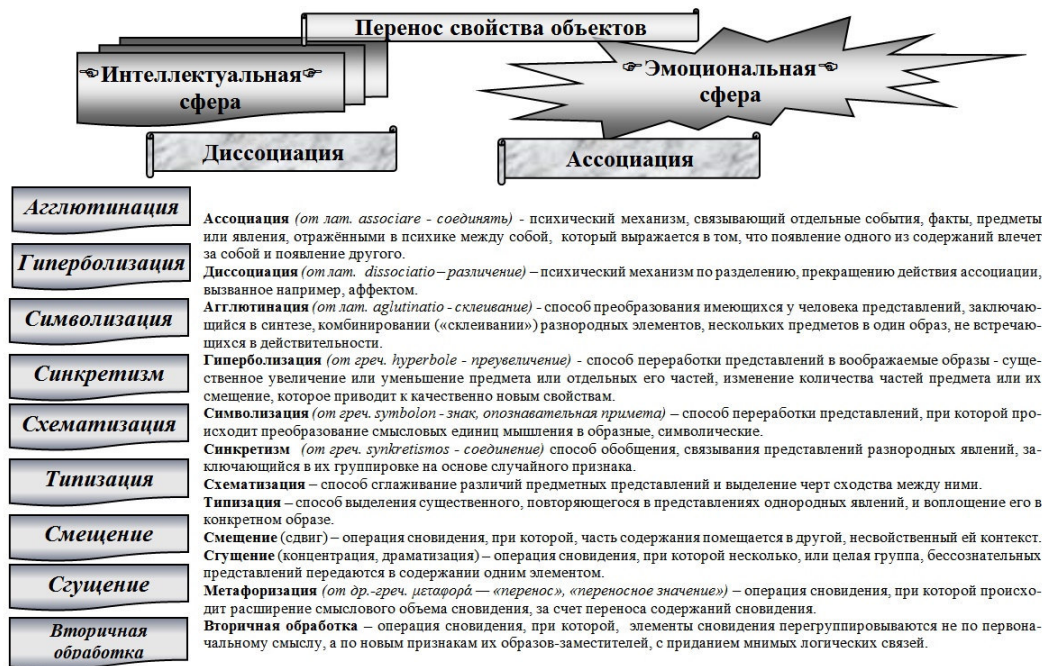 Перенос свойства объектов
☜Интеллектуальная☞
сфера
☞Эмоциональная☜
сфера
Диссоциация
Ассоциация
Агглютинация
Гиперболизация
Символизация
Синкретизм
Схематизация
Типизация
Смещение
Сгущение
Вторичная
обработка
Ассоциация (от лат. associare - соединять) - психический механизм, связывающий отдельные события, факты, предметы
или явления, отражёнными в психике между собой, который выражается в том, что появление одного из содержаний влечет
за собой и появление другого.
Диссоциация (от лат. dissociatio – различение) – психический механизм по разделению, прекращению действия ассоциации,
вызванное например, аффектом.
Агглютинация (от лат. aglutinatio - склеивание) - способ преобразования имеющихся у человека представлений, заключаю-
щийся в синтезе, комбинировании («склеивании») разнородных элементов, нескольких предметов в один образ, не встречаю-
щихся в действительности.
Гиперболизация (от греч. hyperbole - преувеличение) - способ переработки представлений в воображаемые образы - суще-
ственное увеличение или уменьшение предмета или отдельных его частей, изменение количества частей предмета или их
смещение, которое приводит к качественно новым свойствам.
Символизация (от греч. symbolon - знак, опознавательная примета) – способ переработки представлений, при которой про-
исходит преобразование смысловых единиц мышления в образные, символические.
Синкретизм (от греч. synkretismos - соединение) способ обобщения, связывания представлений разнородных явлений, за-
ключающийся в их группировке на основе случайного признака.
Схематизация – способ сглаживание различий предметных представлений и выделение черт сходства между ними.
Типизация – способ выделения существенного, повторяющегося в представлениях однородных явлений, и воплощение его в
конкретном образе.
Смещение (сдвиг) – операция сновидения, при которой, часть содержания помещается в другой, несвойственный ей контекст.
Сгущение (концентрация, драматизация) – операция сновидения, при которой несколько, или целая группа, бессознательных
представлений передаются в содержании одним элементом.
Метафоризация (от др.-греч. μεταφορά — «перенос», «переносное значение») – операция сновидения, при которой происхо-
дит расширение смыслового объема сновидения, за счет переноса содержаний сновидения.
Вторичная обработка – операция сновидения, при которой, элементы сновидения перегруппировываются не по первона-
чальному смыслу, а по новым признакам их образов-заместителей, с приданием мнимых логических связей.